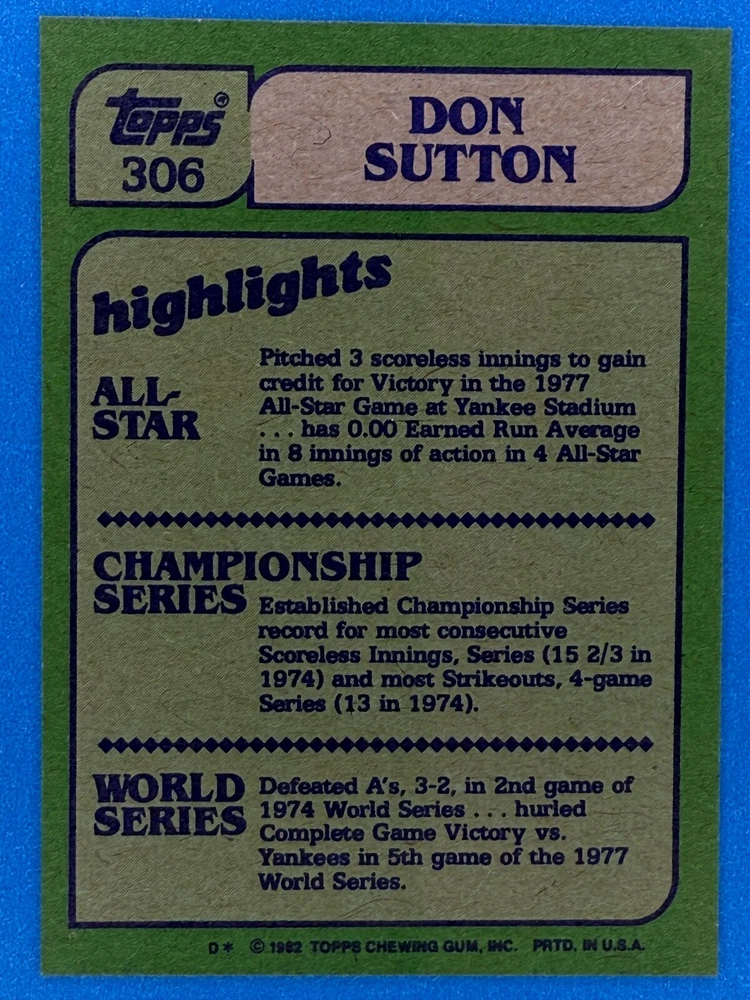 Topps®
306
DON
SUTTON
highlights
ALL-
STAR
Pitched 3 scoreless innings to gain
credit for Victory in the 1977
All-Star Game at Yankee Stadium
. . . has 0.00 Earned Run Average
in 8 innings of action in 4 All-Star
Games.
CHAMPIONSHIP
SERIES
Established Championship Series
record for most consecutive
Scoreless Innings, Series (15 2/3 in
1974) and most Strikeouts, 4-game
Series (13 in 1974).
WORLD
SERIES
Defeated A's, 3-2, in 2nd game of
1974 World Series . . . hurled
Complete Game Victory vs.
Yankees in 5th game of the 1977
World Series.
D* © 1982 TOPPS CHEWING GUM, INC. PRTD. IN U.S.A.